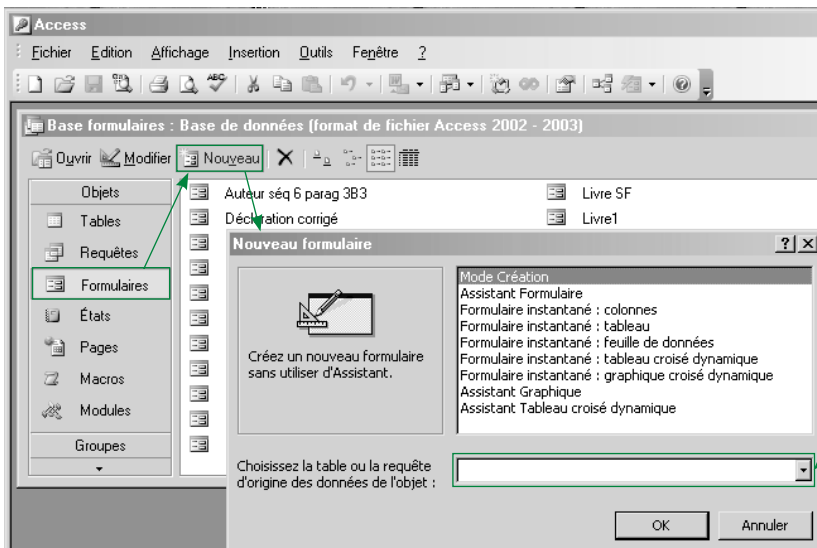 Access
Fichier Edition Affichage Insertion Outils Fenêtre ?
Base formulaires : Base de données (format de fichier Access 2002 - 2003)
Ouvrir Modifier Nouveau
Objets
Tables
Requêtes
Formulaires
États
Pages
Macros
Modules
Groupes
Auteur séq 6 parag 3B3
Livre SF
Déclaration corrigé
Livre1
Nouveau formulaire
Créez un nouveau formulaire
sans utiliser d'Assistant.
Mode Création
Assistant Formulaire
Formulaire instantané : colonnes
Formulaire instantané : tableau
Formulaire instantané : feuille de données
Formulaire instantané : tableau croisé dynamique
Formulaire instantané : graphique croisé dynamique
Assistant Graphique
Assistant Tableau croisé dynamique
Choisissez la table ou la requête
d'origine des données de l'objet :
OK Annuler